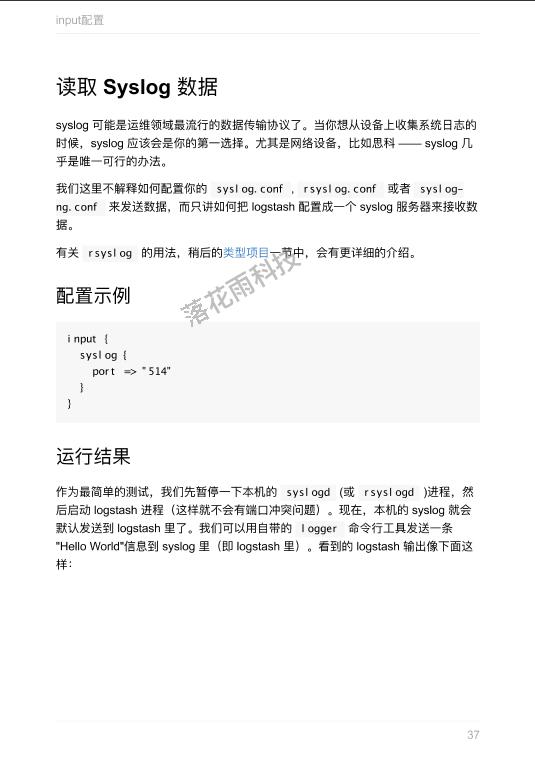 input配置
读取 Syslog 数据
syslog 可能是运维领域最流行的数据传输协议了。当你想从设备上收集系统日志的
时候，syslog 应该会是你的第一选择。尤其是网络设备，比如思科 —— syslog 几
乎是唯一可行的办法。
我们这里不解释如何配置你的 syslog.conf , rsyslog.conf 或者 syslog-
ng.conf 来发送数据，而只讲如何把 logstash 配置成一个 syslog 服务器来接收数
据。
有关 rsyslog 的用法，稍后的类型项目一节中，会有更详细的介绍。
落花雨科技
配置示例
input {
  syslog {
    port => "514"
  }
}
运行结果
作为最简单的测试，我们先暂停一下本机的 syslogd (或 rsyslogd )进程，然
后启动 logstash 进程（这样就不会有端口冲突问题）。现在，本机的 syslog 就会
默认发送到 logstash 里了。我们可以用自带的 logger 命令行工具发送一条
"Hello World"信息到 syslog 里（即 logstash 里）。看到的 logstash 输出像下面这
样：
37